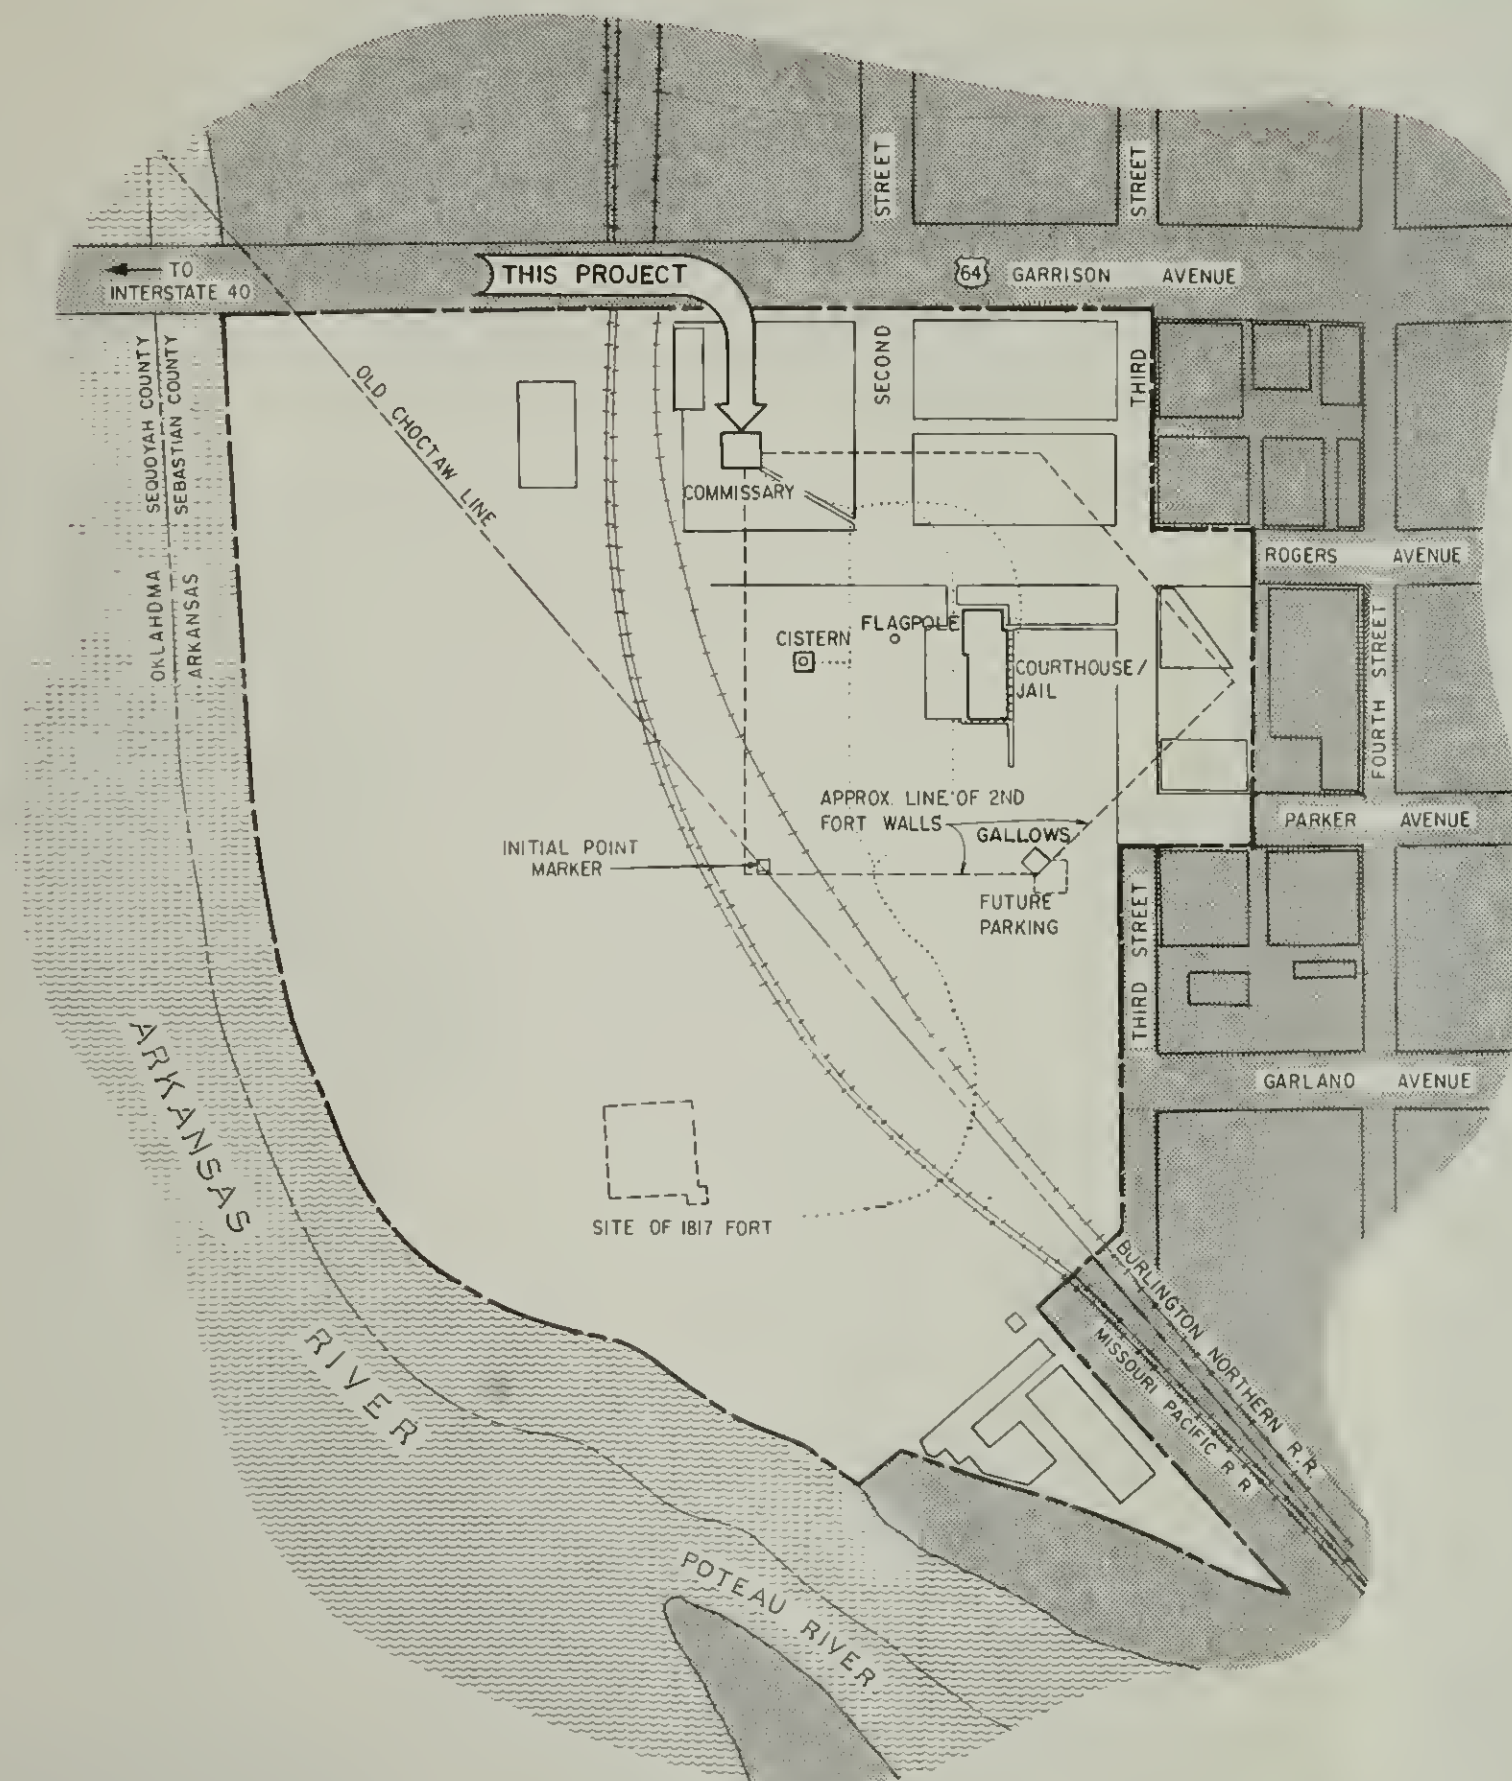 STREET
STREET
TO
INTERSTATE 40
THIS PROJECT
64 GARRISON AVENUE
SECOND
THIRD
SEQUOYAH COUNTY
SEBASTIAN COUNTY
OLD CHOCTAW LINE
COMMISSARY
ROGERS AVENUE
OKLAHOMA
ARKANSAS
CISTERN
FLAGPOLE
COURTHOUSE/
JAIL
FOURTH STREET
APPROX. LINE OF 2ND
FORT WALLS
GALLOWS
PARKER AVENUE
INITIAL POINT
MARKER
FUTURE
PARKING
THIRD STREET
GARLAND AVENUE
ARKANSAS
RIVER
SITE OF 1817 FORT
BURLINGTON NORTHERN R.R.
MISSOURI PACIFIC R R
POTEAU RIVER